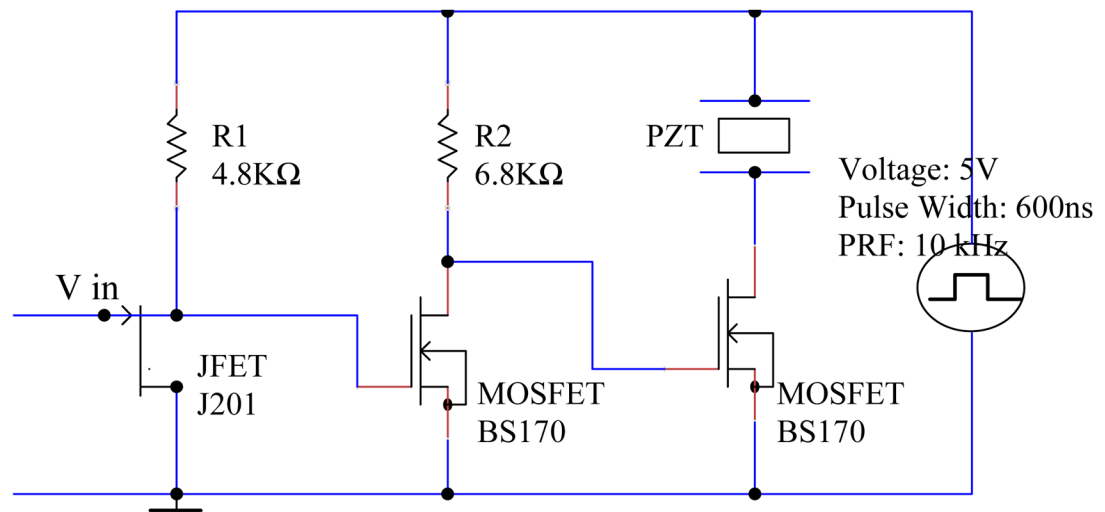 R1
4.8KΩ
R2
6.8KΩ
PZT
Voltage: 5V
Pulse Width: 600ns
PRF: 10 kHz
V in
JFET
J201
MOSFET
BS170
MOSFET
BS170